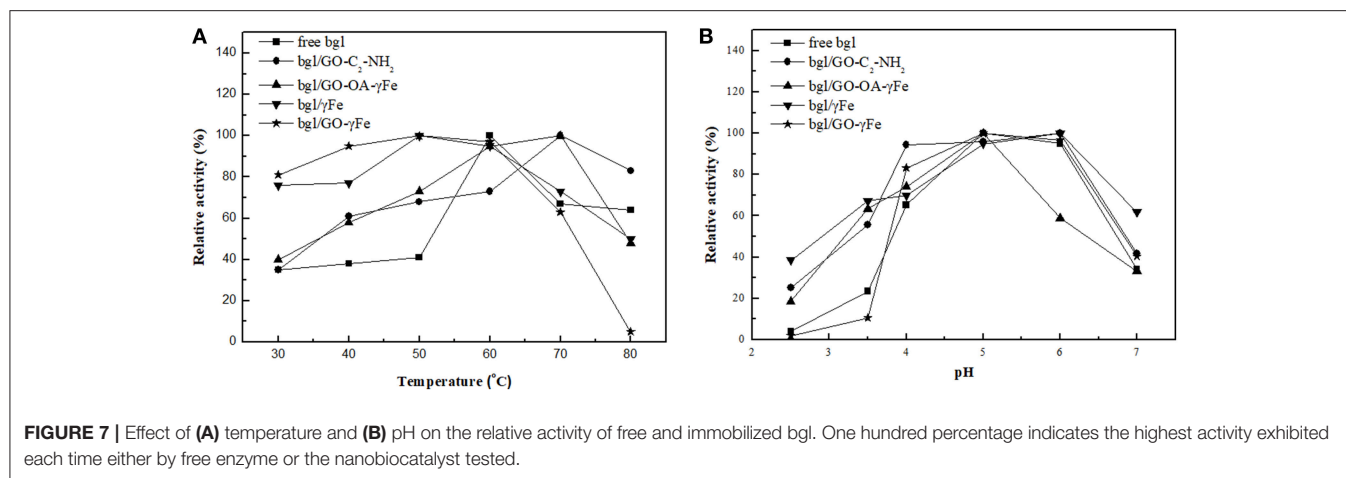 A
free bgl
bgl/GO-C₂-NH₂
bgl/GO-OA-γFe
bgl/γFe
bgl/GO-γFe
140
120
100
80
60
40
20
0
Relative activity (%)
30 40 50 60 70 80
Temperature (°C)
B
free bgl
bgl/GO-C₂-NH₂
bgl/GO-OA-γFe
bgl/γFe
bgl/GO-γFe
140
120
100
80
60
40
20
0
Relative activity (%)
2 3 4 5 6 7
pH
FIGURE 7 | Effect of (A) temperature and (B) pH on the relative activity of free and immobilized bgl. One hundred percentage indicates the highest activity exhibited
each time either by free enzyme or the nanobiocatalyst tested.